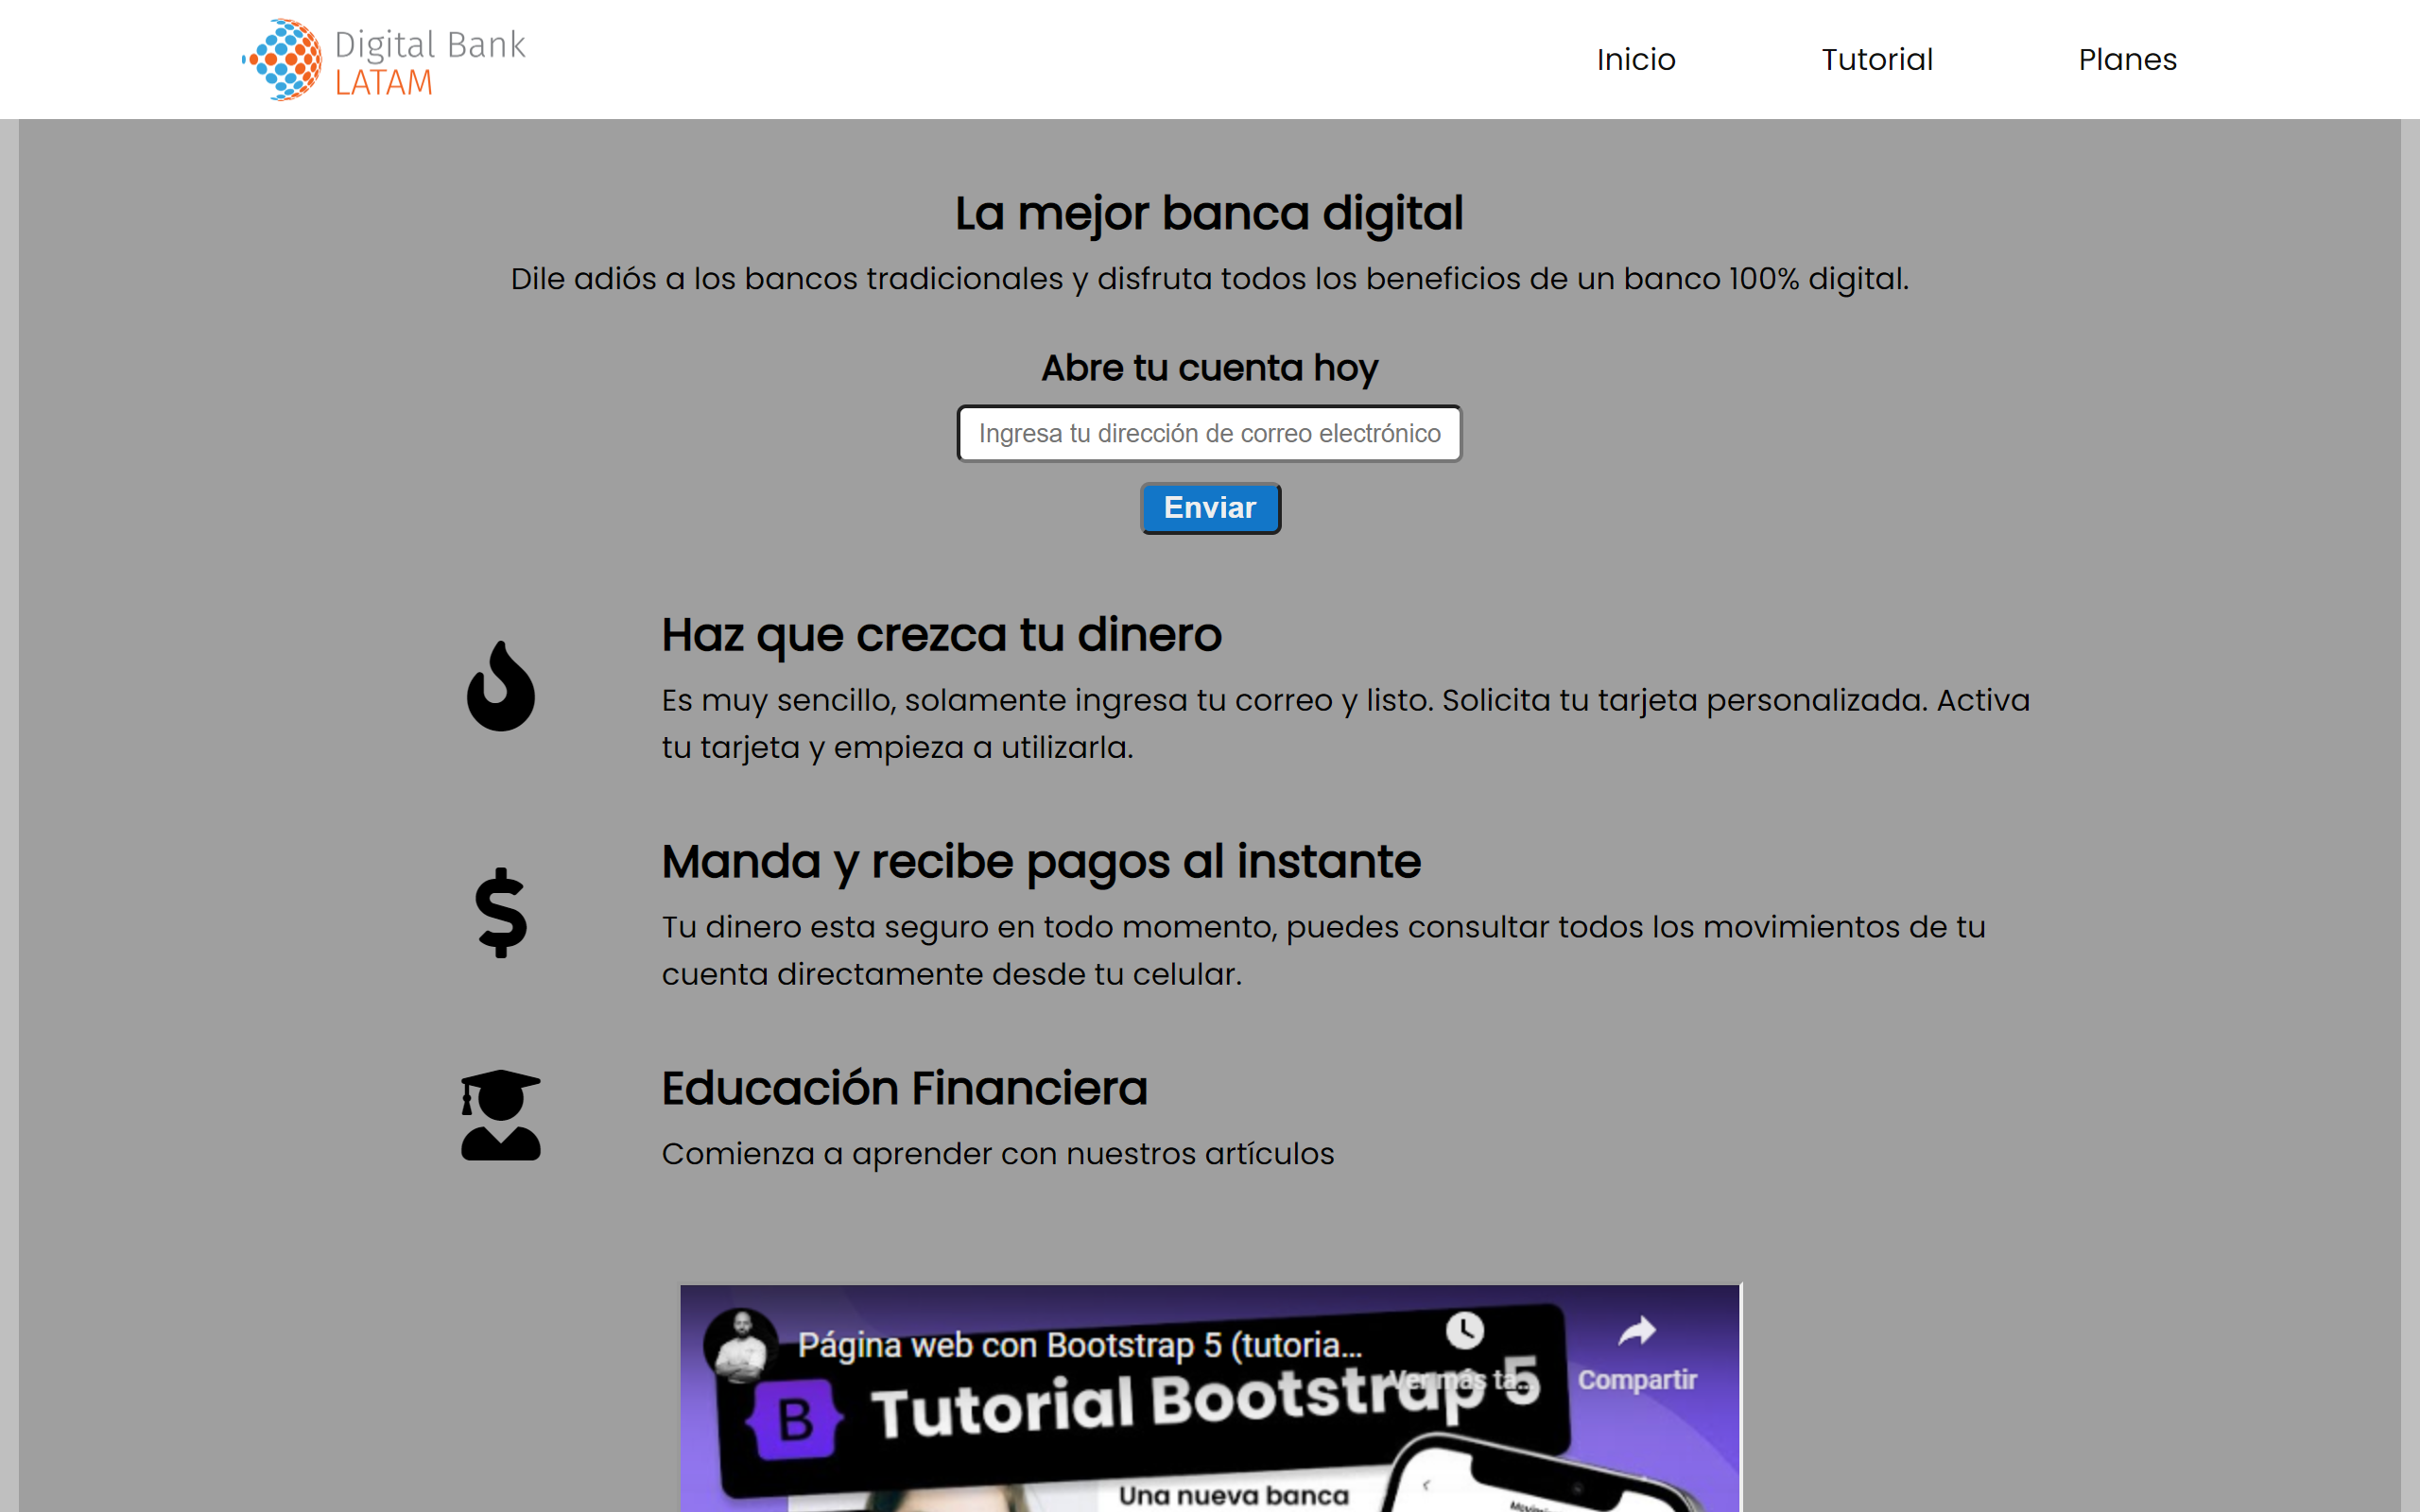 Digital Bank
LATAM
Inicio
Tutorial
Planes
La mejor banca digital
Dile adiós a los bancos tradicionales y disfruta todos los beneficios de un banco 100% digital.
Abre tu cuenta hoy
Ingresa tu dirección de correo electrónico
Enviar
Haz que crezca tu dinero
Es muy sencillo, solamente ingresa tu correo y listo. Solicita tu tarjeta personalizada. Activa
tu tarjeta y empieza a utilizarla.
Manda y recibe pagos al instante
Tu dinero esta seguro en todo momento, puedes consultar todos los movimientos de tu
cuenta directamente desde tu celular.
Educación Financiera
Comienza a aprender con nuestros artículos
Página web con Bootstrap 5 (tutoria...
Ver más ta...
Compartir
B Tutorial Bootstrap 5
Una nueva banca